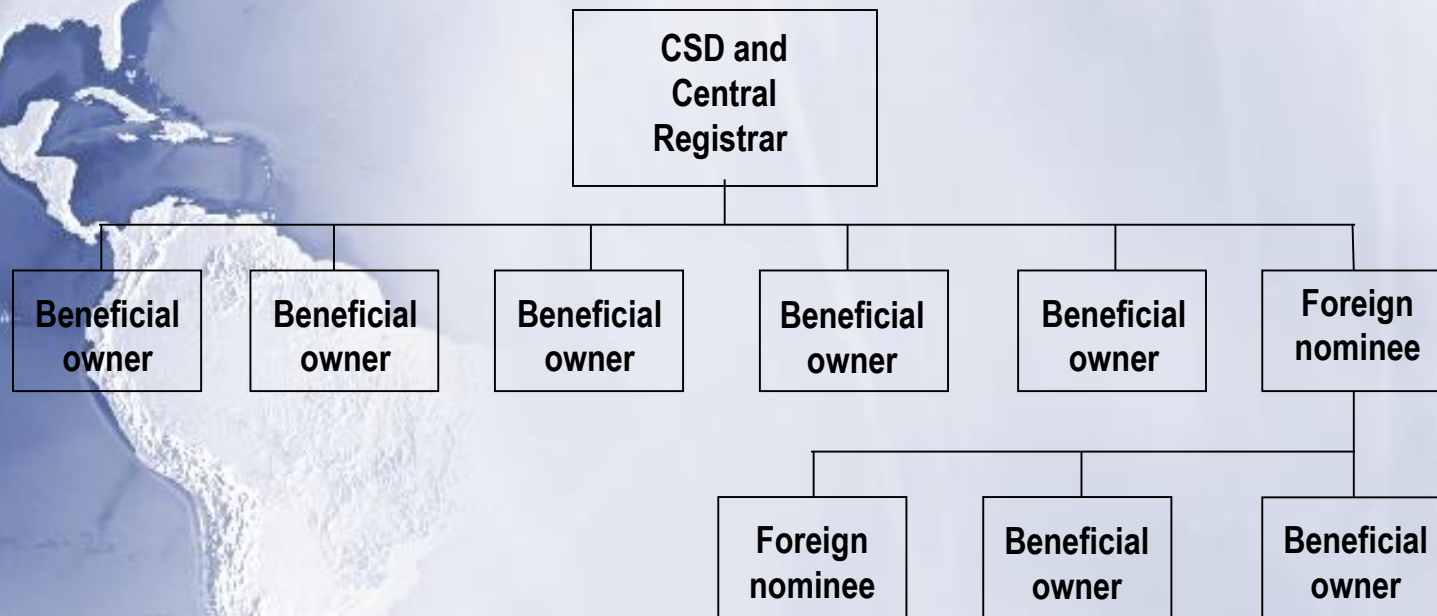 CSD and
Central
Registrar
Beneficial
owner
Beneficial
owner
Beneficial
owner
Beneficial
owner
Beneficial
owner
Foreign
nominee
Foreign
nominee
Beneficial
owner
Beneficial
owner